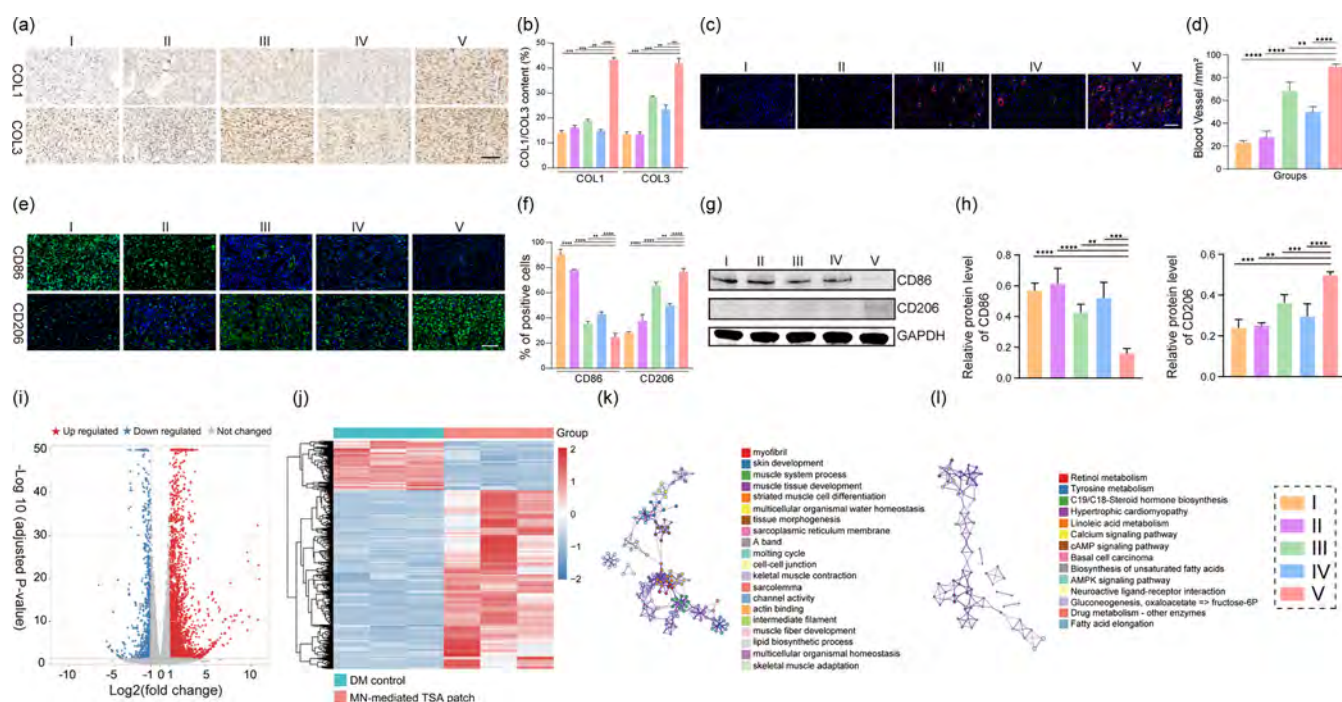 (a)
I II III IV V
COL1
COL3
(b)
COL1/COL3 content (%)
50
40
30
20
10
0
COL1 COL3
(c)
I II III IV V
(d)
Blood Vessel /mm²
100
80
60
40
20
0
Groups
**** **** ** ****
(e)
I II III IV V
CD86
CD206
(f)
% of positive cells
100
80
60
40
20
0
CD86 CD206
(g)
I II III IV V
CD86
CD206
GAPDH
(h)
Relative protein level
of CD86
0.8
0.6
0.4
0.2
0.0
**** **** ** ***
Relative protein level
of CD206
0.6
0.4
0.2
0.0
*** ** *** ****
(i)
Up regulated Down regulated Not changed
-Log 10 (adjusted P-value)
50
40
30
20
10
0
-10 -5 -1 0 1 5 10
Log2(fold change)
(j)
Group
2
1
0
-1
-2
DM control
MN-mediated TSA patch
(k)
myofibril
skin development
muscle system process
muscle tissue development
striated muscle cell differentiation
multicellular organismal water homeostasis
tissue morphogenesis
sarcoplasmic reticulum membrane
A band
molting cycle
cell-cell junction
keletal muscle contraction
sarcolemma
channel activity
actin binding
intermediate filament
muscle fiber development
lipid biosynthetic process
multicellular organismal homeostasis
skeletal muscle adaptation
(l)
Retinol metabolism
Tyrosine metabolism
C19/C18-Steroid hormone biosynthesis
Hypertrophic cardiomyopathy
Linoleic acid metabolism
Calcium signaling pathway
cAMP signaling pathway
Basal cell carcinoma
Biosynthesis of unsaturated fatty acids
AMPK signaling pathway
Neuroactive ligand-receptor interaction
Gluconeogenesis, oxaloacetate => fructose-6P
Drug metabolism - other enzymes
Fatty acid elongation
I
II
III
IV
V